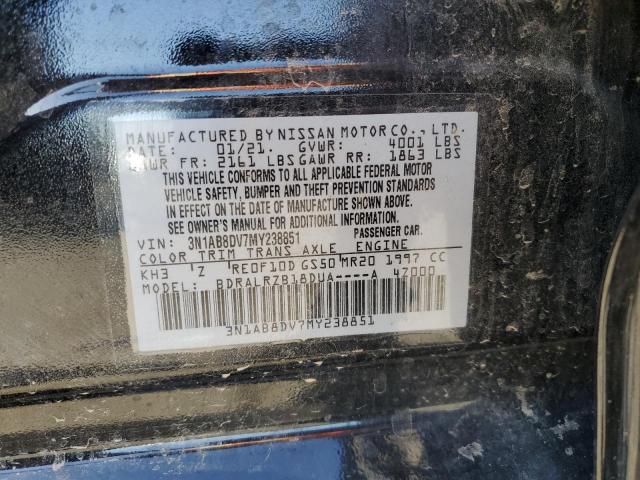 MANUFACTURED BY NISSAN MOTOR CO., LTD.
DATE: 01/21. GVWR: 4001 LBS
GAWR FR: 2161 LBS GAWR RR: 1863 LBS
THIS VEHICLE CONFORMS TO ALL APPLICABLE FEDERAL MOTOR
VEHICLE SAFETY, BUMPER AND THEFT PREVENTION STANDARDS
IN EFFECT ON THE DATE OF MANUFACTURE SHOWN ABOVE.
SEE OWNER'S MANUAL FOR ADDITIONAL INFORMATION.
VIN: 3N1AB8DV7MY238851 PASSENGER CAR.
COLOR TRIM TRANS AXLE ENGINE
KH3 Z RE0F10D GS50 MR20 1997 CC
MODEL: BDRALRZB18DUA----A 47000
3N1AB8DV7MY238851